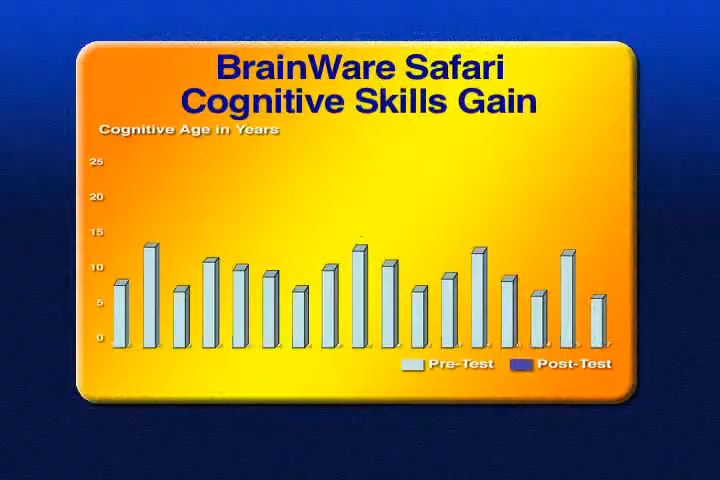 BrainWare Safari
Cognitive Skills Gain
Cognitive Age in Years
25
20
15
10
5
0
Pre-Test
Post-Test